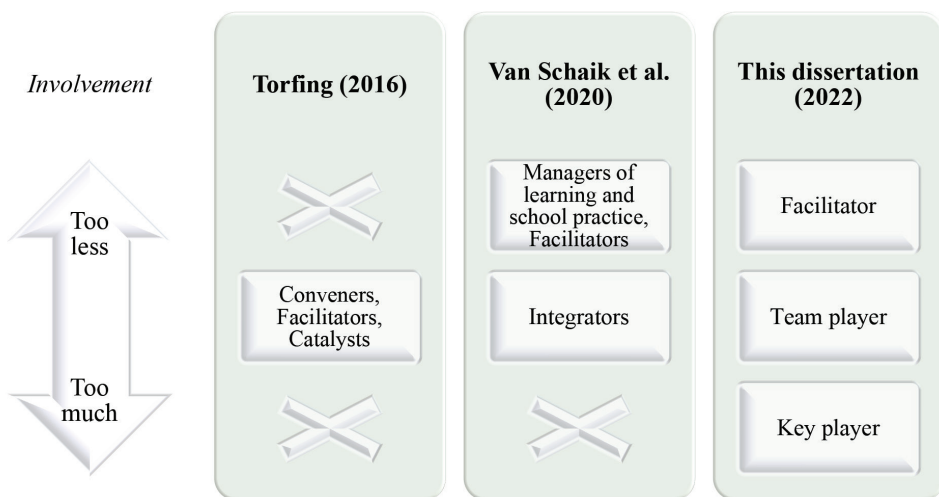 Involvement
Too
less
Too
much
Torfing (2016)
Conveners,
Facilitators,
Catalysts
Van Schaik et al.
(2020)
Managers of
learning and
school practice,
Facilitators
Integrators
This dissertation
(2022)
Facilitator
Team player
Key player